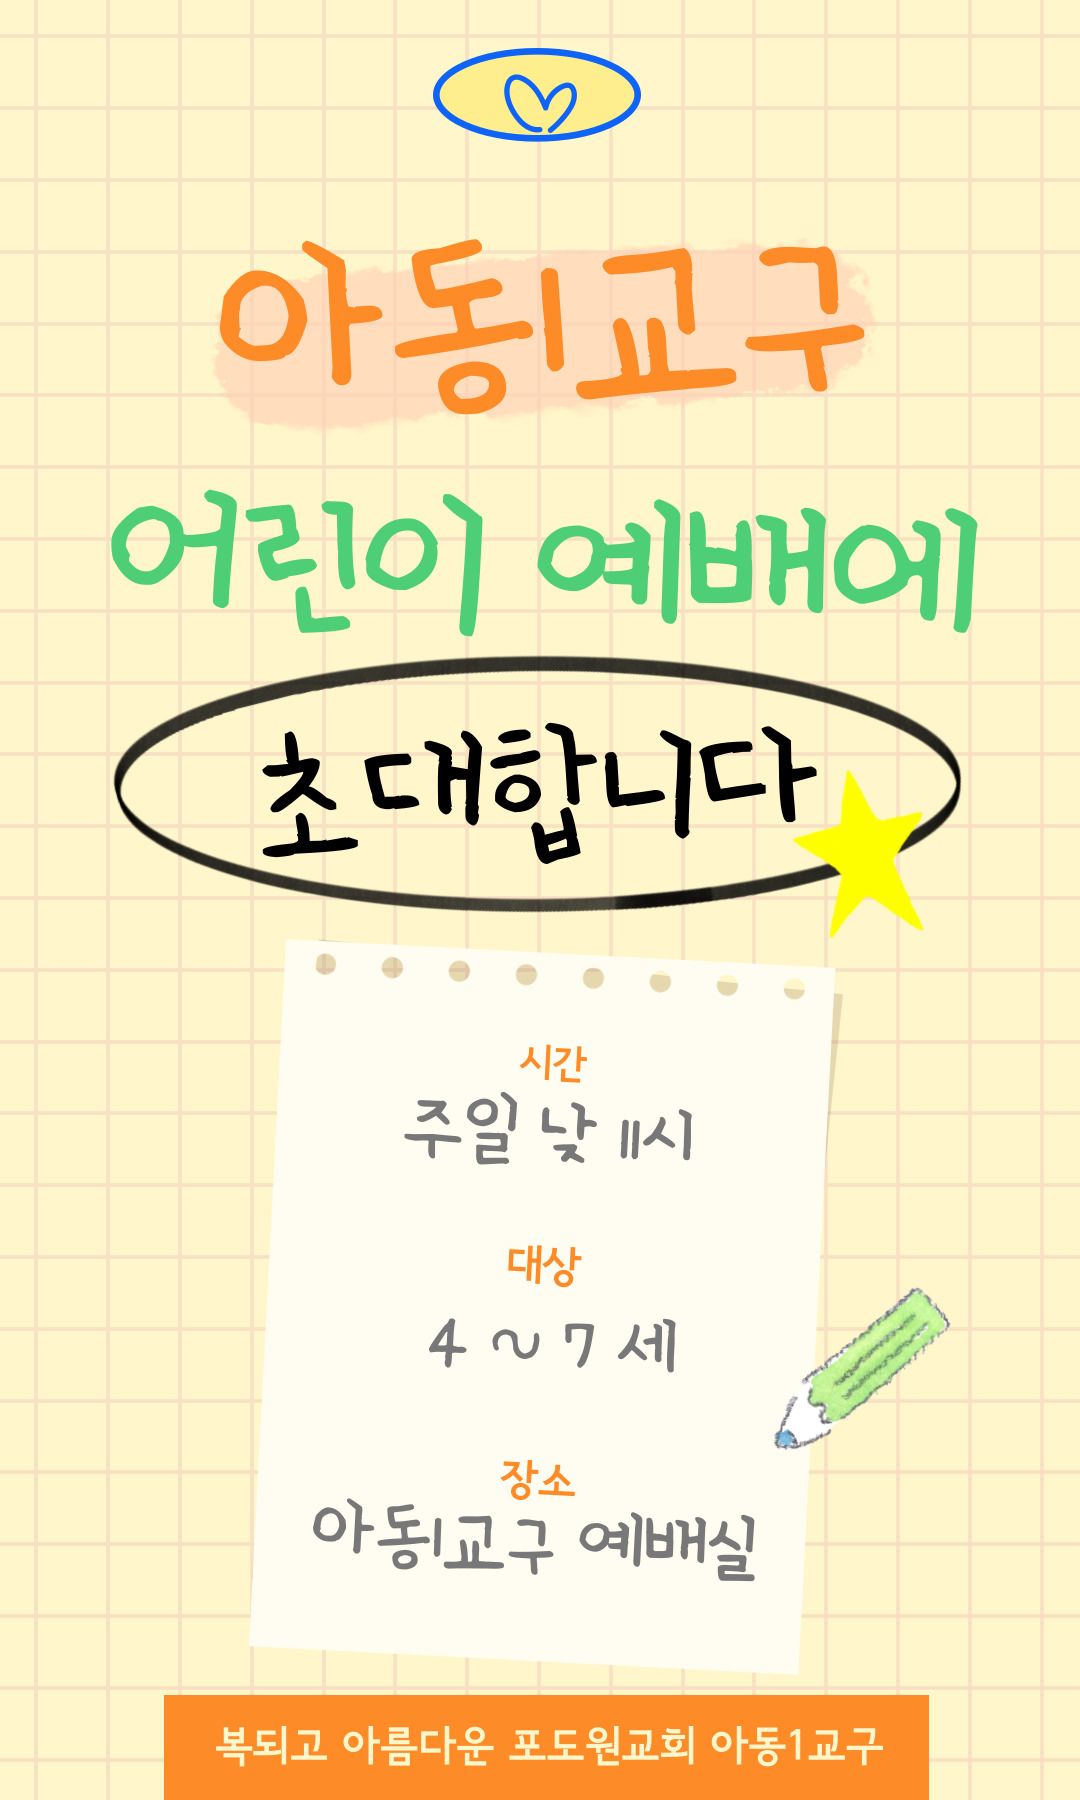 아동1교구
어린이 예배에
초대합니다
시간
주일 낮 11시
대상
4 ~ 7 세
장소
아동1교구 예배실
복되고 아름다운 포도원교회 아동1교구